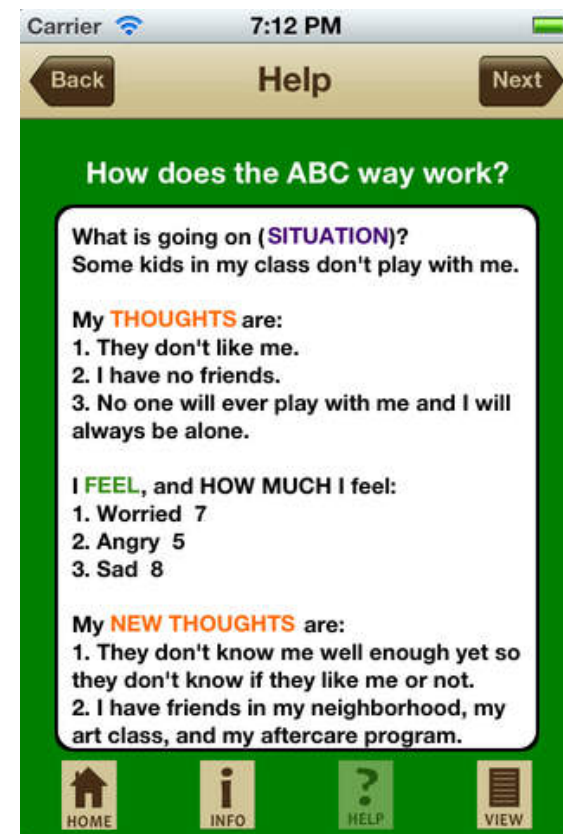 Carrier 7:12 PM
Back Help Next
How does the ABC way work?
What is going on (SITUATION)?
Some kids in my class don't play with me.
My THOUGHTS are:
1. They don't like me.
2. I have no friends.
3. No one will ever play with me and I will
always be alone.
I FEEL, and HOW MUCH I feel:
1. Worried 7
2. Angry 5
3. Sad 8
My NEW THOUGHTS are:
1. They don't know me well enough yet so
they don't know if they like me or not.
2. I have friends in my neighborhood, my
art class, and my aftercare program.
HOME INFO HELP VIEW